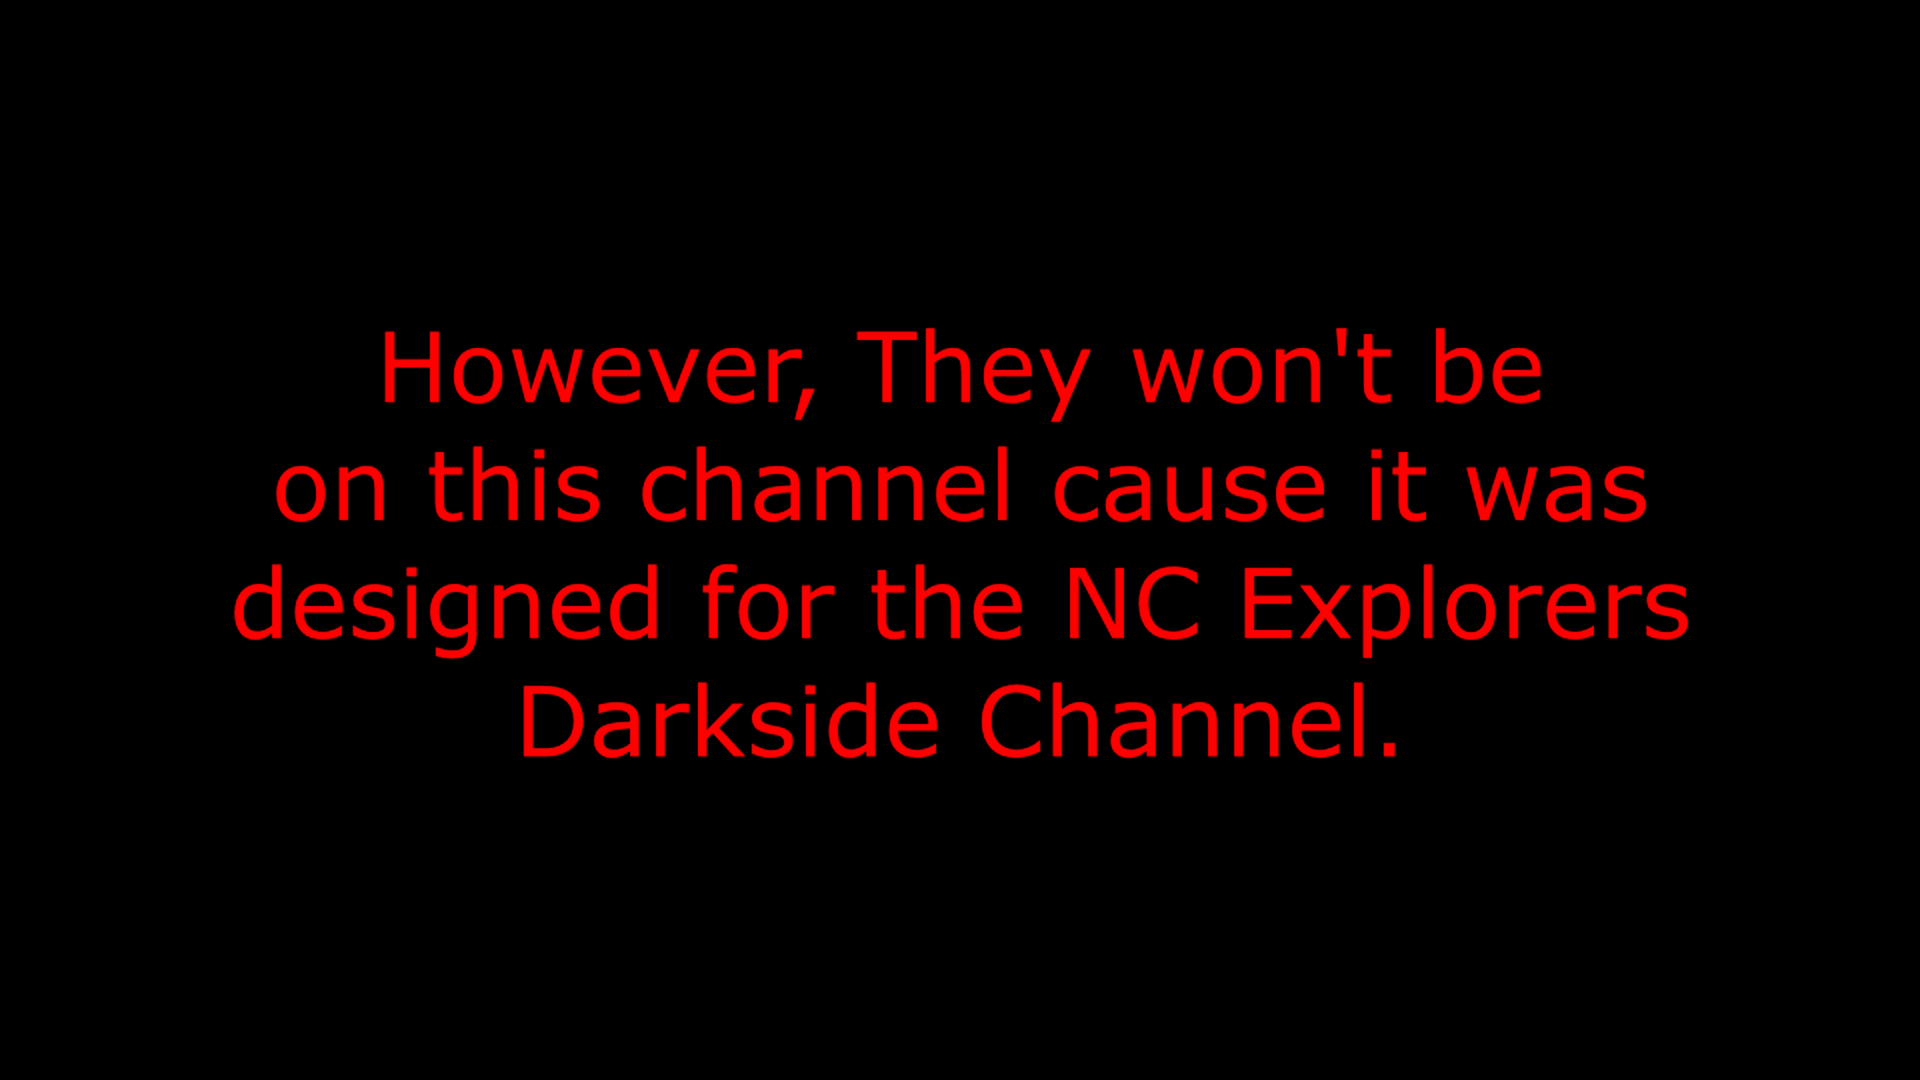 However, They won't be
on this channel cause it was
designed for the NC Explorers
Darkside Channel.